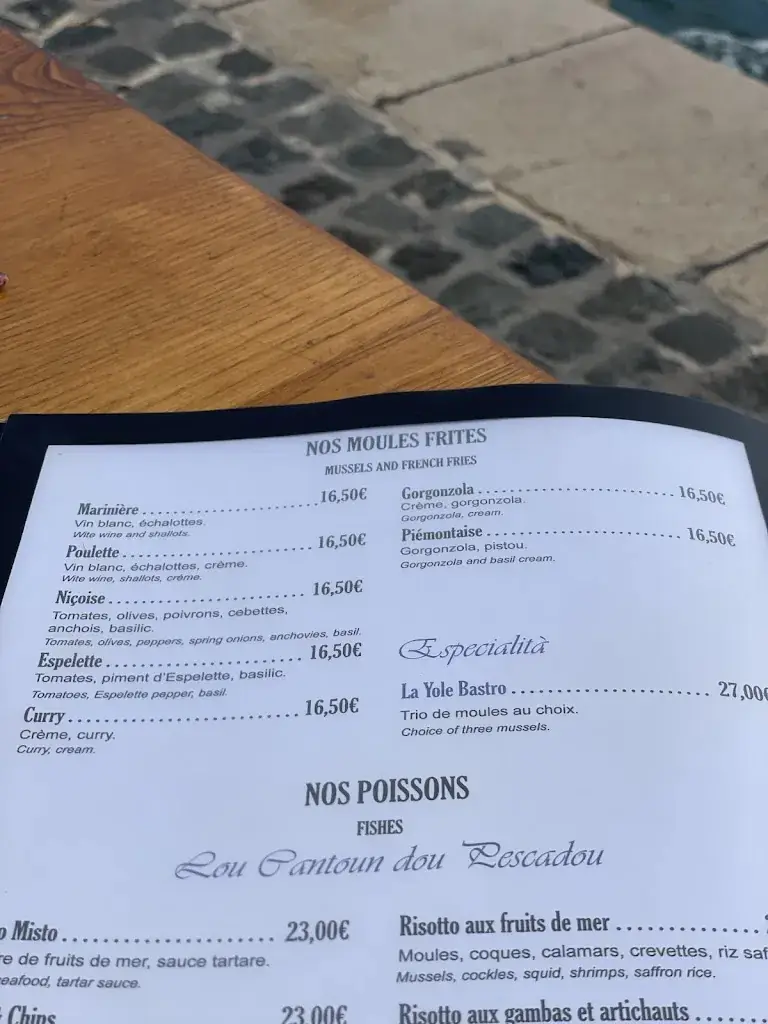 NOS MOULES FRITES
MUSSELS AND FRENCH FRIES
Marinière ..................... 16,50€
Vin blanc, échalottes.
Wite wine and shallots.
Poulette ....................... 16,50€
Vin blanc, échalottes, crème.
Wite wine, shallots, crème.
Niçoise ........................ 16,50€
Tomates, olives, poivrons, cebettes,
anchois, basilic.
Tomates, olives, peppers, spring onions, anchovies, basil.
Espelette ........................ 16,50€
Tomates, piment d'Espelette, basilic.
Tomatoes, Espelette pepper, basil.
Curry ............................. 16,50€
Crème, curry.
Curry, cream.
Gorgonzola ......................... 16,50€
Crème, gorgonzola.
Gorgonzola, cream.
Piémontaise ......................... 16,50€
Gorgonzola, pistou.
Gorgonzola and basil cream.
Especialità
La Yole Bastro ......................... 27,00€
Trio de moules au choix.
Choice of three mussels.
NOS POISSONS
FISHES
Lou Cantoun dou Pescadou
Misto ........................ 23,00€
re de fruits de mer, sauce tartare.
eafood, tartar sauce.
Chips 23,00€
Risotto aux fruits de mer ..............
Moules, coques, calamars, crevettes, riz saf
Mussels, cockles, squid, shrimps, saffron rice.
Risotto aux gambas et artichauts .......